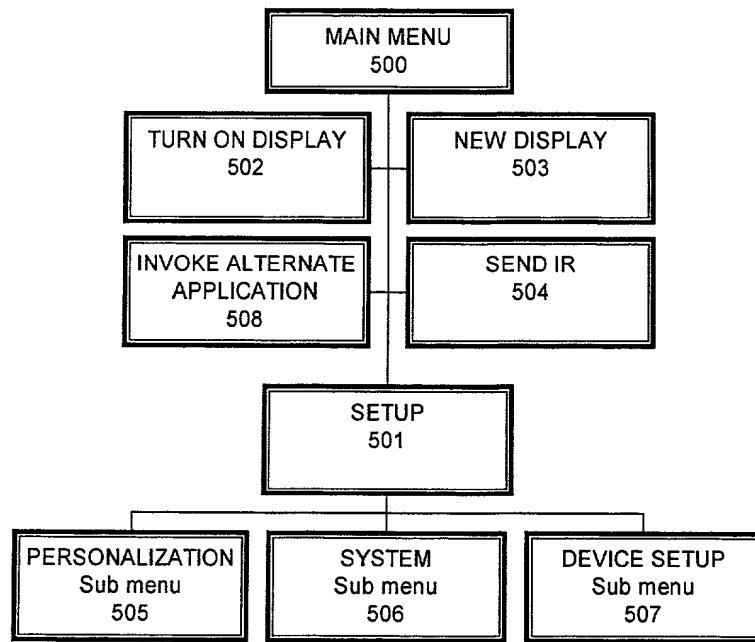 MAIN MENU
500
TURN ON DISPLAY
502
NEW DISPLAY
503
INVOKE ALTERNATE
APPLICATION
508
SEND IR
504
SETUP
501
PERSONALIZATION
Sub menu
505
SYSTEM
Sub menu
506
DEVICE SETUP
Sub menu
507